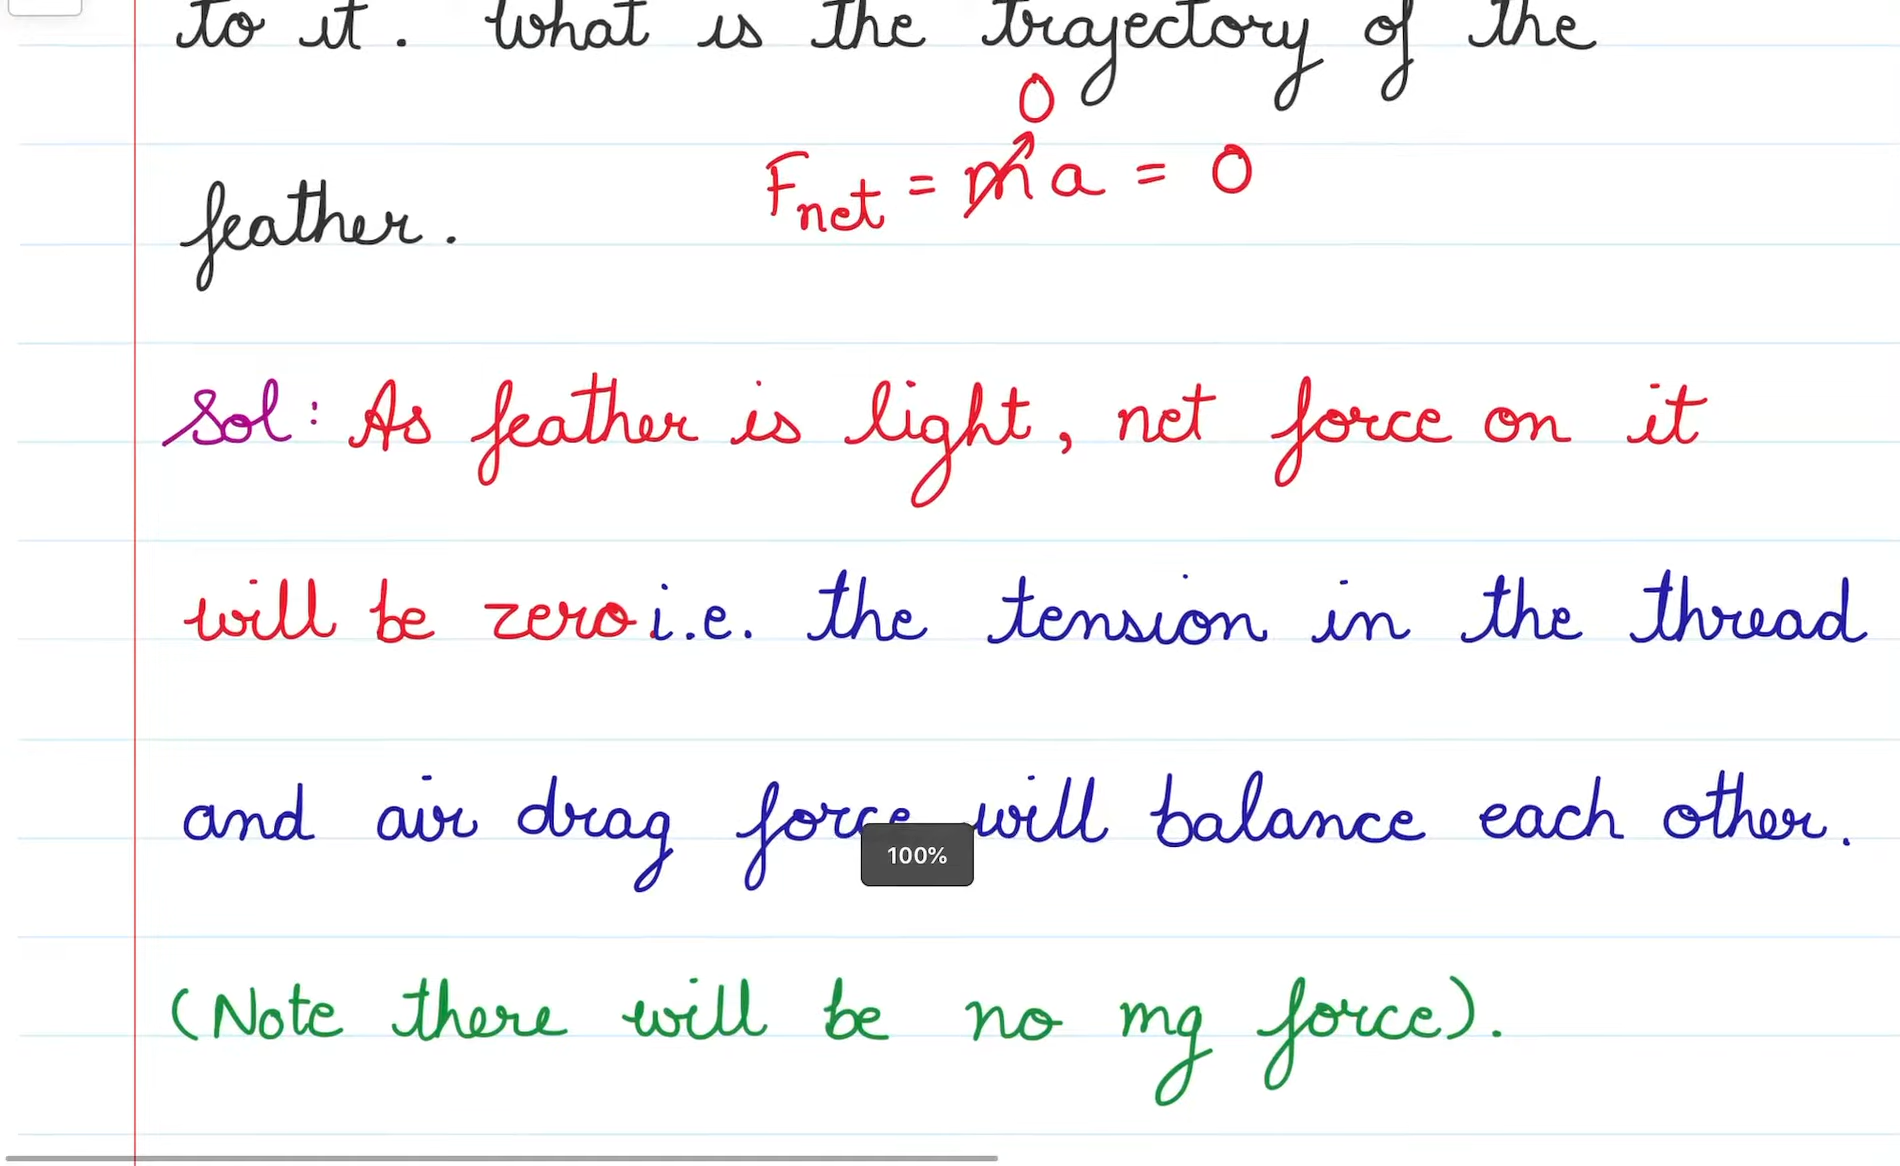 to it. What is the trajectory of the
0
feather. Fnet = ma = 0
Sol: As feather is light, net force on it
will be zero i.e. the tension in the thread
and air drag force will balance each other.
100%
(Note there will be no mg force).